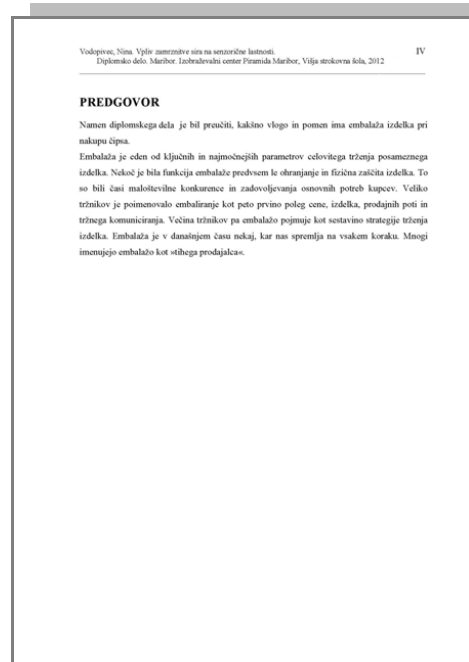 Vodopivec, Nina. Vpliv zamrznitve sira na senzorične lastnosti. IV
Diplomsko delo. Maribor. Izobraževalni center Piramida Maribor, Višja strokovna šola, 2012
PREDGOVOR
Namen diplomskega dela je bil preučiti, kakšno vlogo in pomen ima embalaža izdelka pri
nakupu čipsa.
Embalaža je eden od ključnih in najmočnejših parametrov celovitega trženja posameznega
izdelka. Nekoč je bila funkcija embalaže predvsem le ohranjanje in fizična zaščita izdelka. To
so bili časi maloštevilne konkurence in zadovoljevanja osnovnih potreb kupcev. Veliko
tržnikov je poimenovalo embaliranje kot peto prvino poleg cene, izdelka, prodajnih poti in
tržnega komuniciranja. Večina tržnikov pa embalažo pojmuje kot sestavino strategije trženja
izdelka. Embalaža je v današnjem času nekaj, kar nas spremlja na vsakem koraku. Mnogi
imenujejo embalažo kot »tihega prodajalca«.